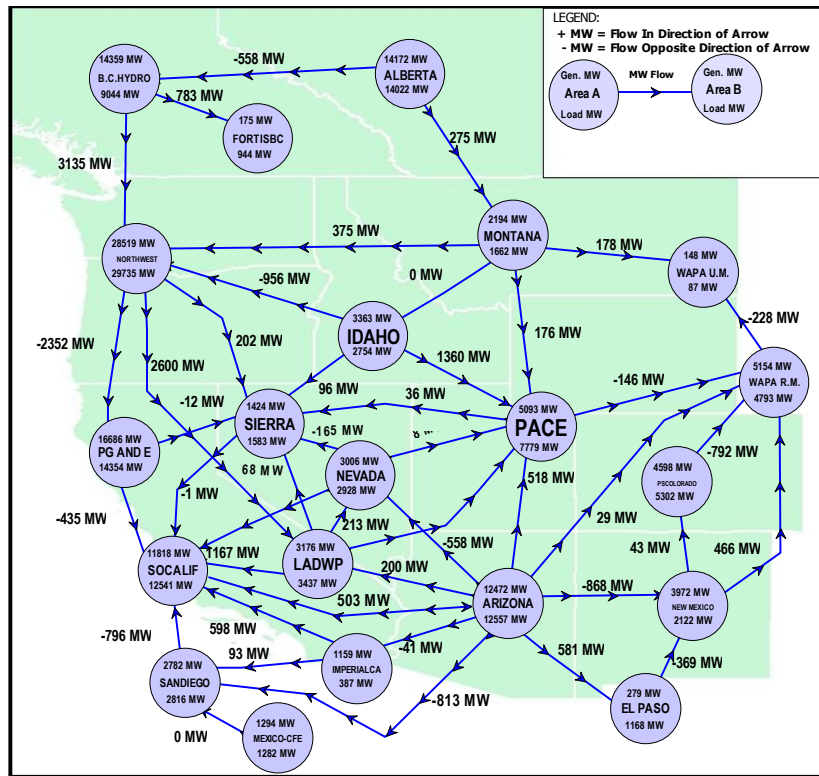 LEGEND:
+ MW = Flow In Direction of Arrow
- MW = Flow Opposite Direction of Arrow
Gen. MW
Area A
Load MW
MW Flow
Gen. MW
Area B
Load MW
14359 MW
B.C.HYDRO
9044 MW
-558 MW
14172 MW
ALBERTA
14022 MW
783 MW
175 MW
FORTISBC
944 MW
275 MW
3135 MW
2194 MW
MONTANA
1662 MW
375 MW
178 MW
28519 MW
NORTHWEST
29735 MW
148 MW
WAPA U.M.
87 MW
0 MW
-956 MW
3363 MW
IDAHO
2754 MW
-228 MW
176 MW
202 MW
-2352 MW
2600 MW
1360 MW
5154 MW
WAPA R.M.
4793 MW
-146 MW
96 MW
36 MW
-12 MW
1424 MW
SIERRA
1583 MW
5093 MW
PACE
7779 MW
-165 MW
16686 MW
PG AND E
14354 MW
-792 MW
3006 MW
NEVADA
2928 MW
68 MW
4598 MW
PSCOLORADO
5302 MW
518 MW
-1 MW
29 MW
-435 MW
213 MW
-558 MW
43 MW
466 MW
11818 MW
SOCALIF
12541 MW
1167 MW
3176 MW
LADWP
3437 MW
200 MW
12472 MW
ARIZONA
12557 MW
-868 MW
3972 MW
NEW MEXICO
2122 MW
503 MW
598 MW
-796 MW
93 MW
-41 MW
581 MW
-369 MW
1159 MW
IMPERIALCA
387 MW
2782 MW
SANDIEGO
2816 MW
-813 MW
279 MW
EL PASO
1168 MW
0 MW
1294 MW
MEXICO-CFE
1282 MW